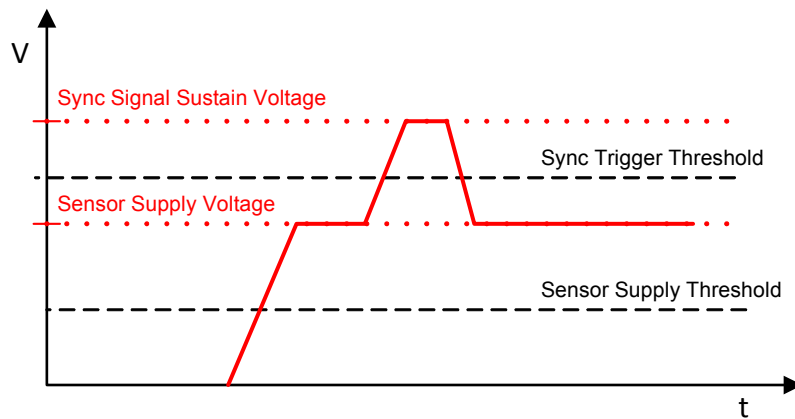 V
Sync Signal Sustain Voltage
Sync Trigger Threshold
Sensor Supply Voltage
Sensor Supply Threshold
t